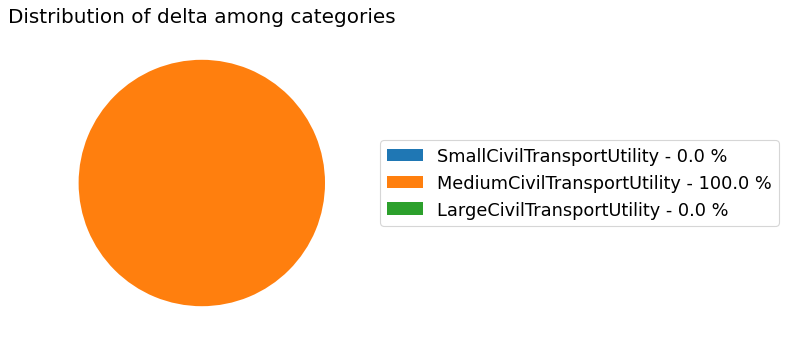 Distribution of delta among categories
SmallCivilTransportUtility - 0.0 %
MediumCivilTransportUtility - 100.0 %
LargeCivilTransportUtility - 0.0 %